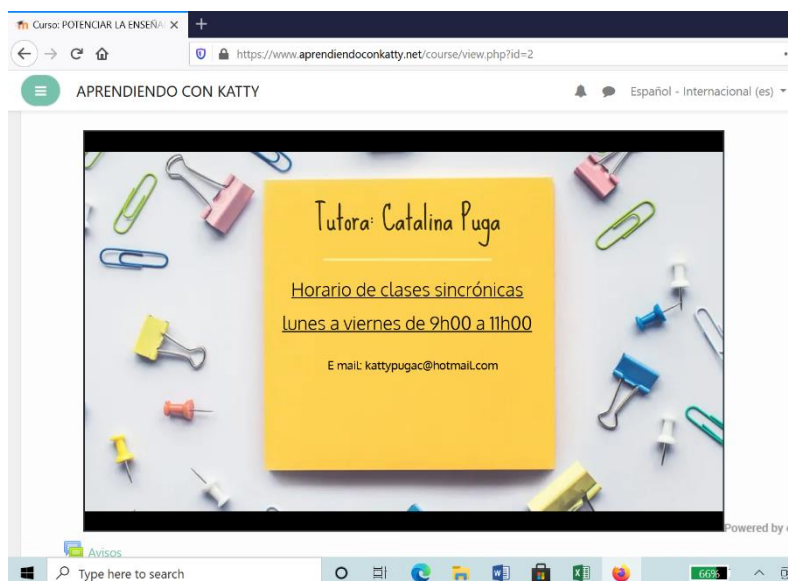 Curso: POTENCIAR LA ENSEÑA
https://www.aprendiendoconkatty.net/course/view.php?id=2
APRENDIENDO CON KATTY
Español - Internacional (es)
Tutora: Catalina Puga
Horario de clases sincrónicas
lunes a viernes de 9h00 a 11h00
E mail: kattypugac@hotmail.com
Powered by
Avisos
Type here to search
66%